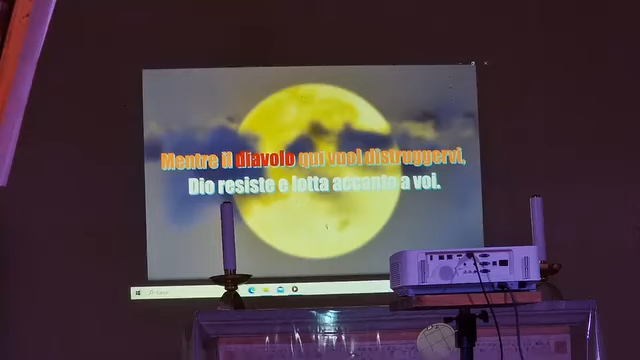 Mentre il diavolo qui vuol distruggervi,
Dio resiste e lotta accanto a voi.